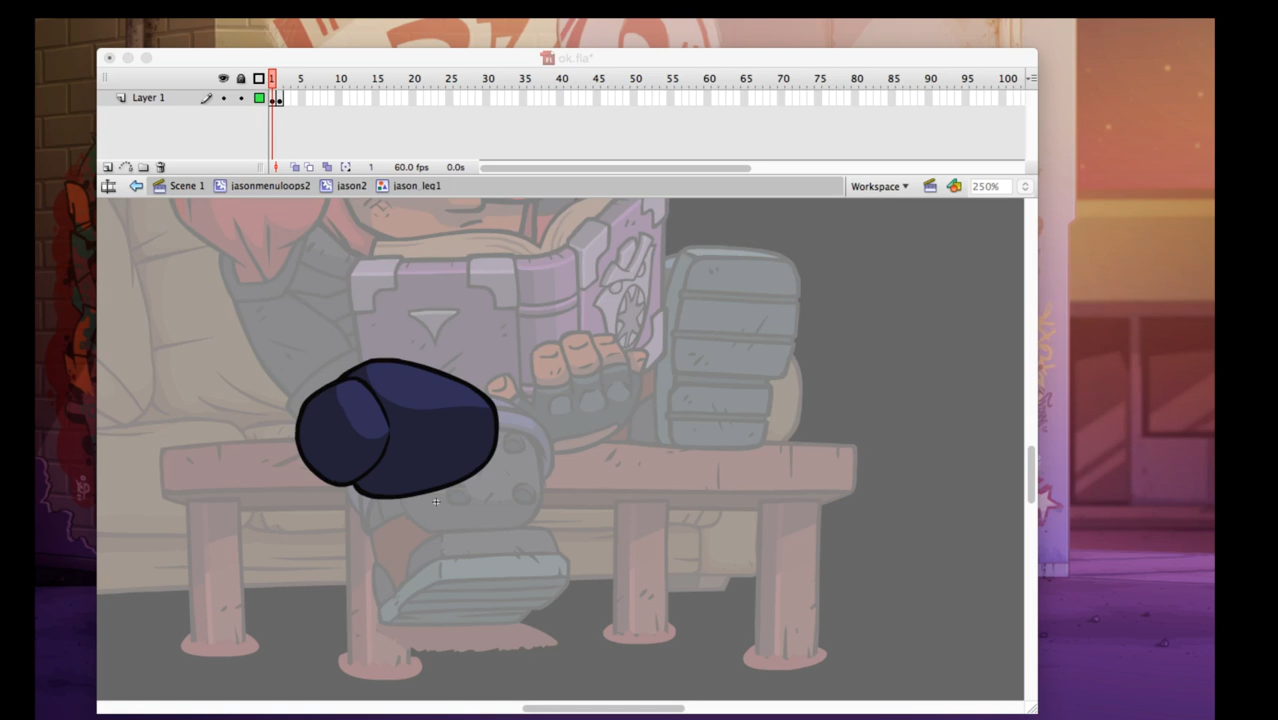 ok.fla*
1 5 10 15 20 25 30 35 40 45 50 55 60 65 70 75 80 85 90 95 100
Layer 1
1 60.0 fps 0.0s
Scene 1 jasonmenuloops2 jason2 jason_leq1 Workspace 250%